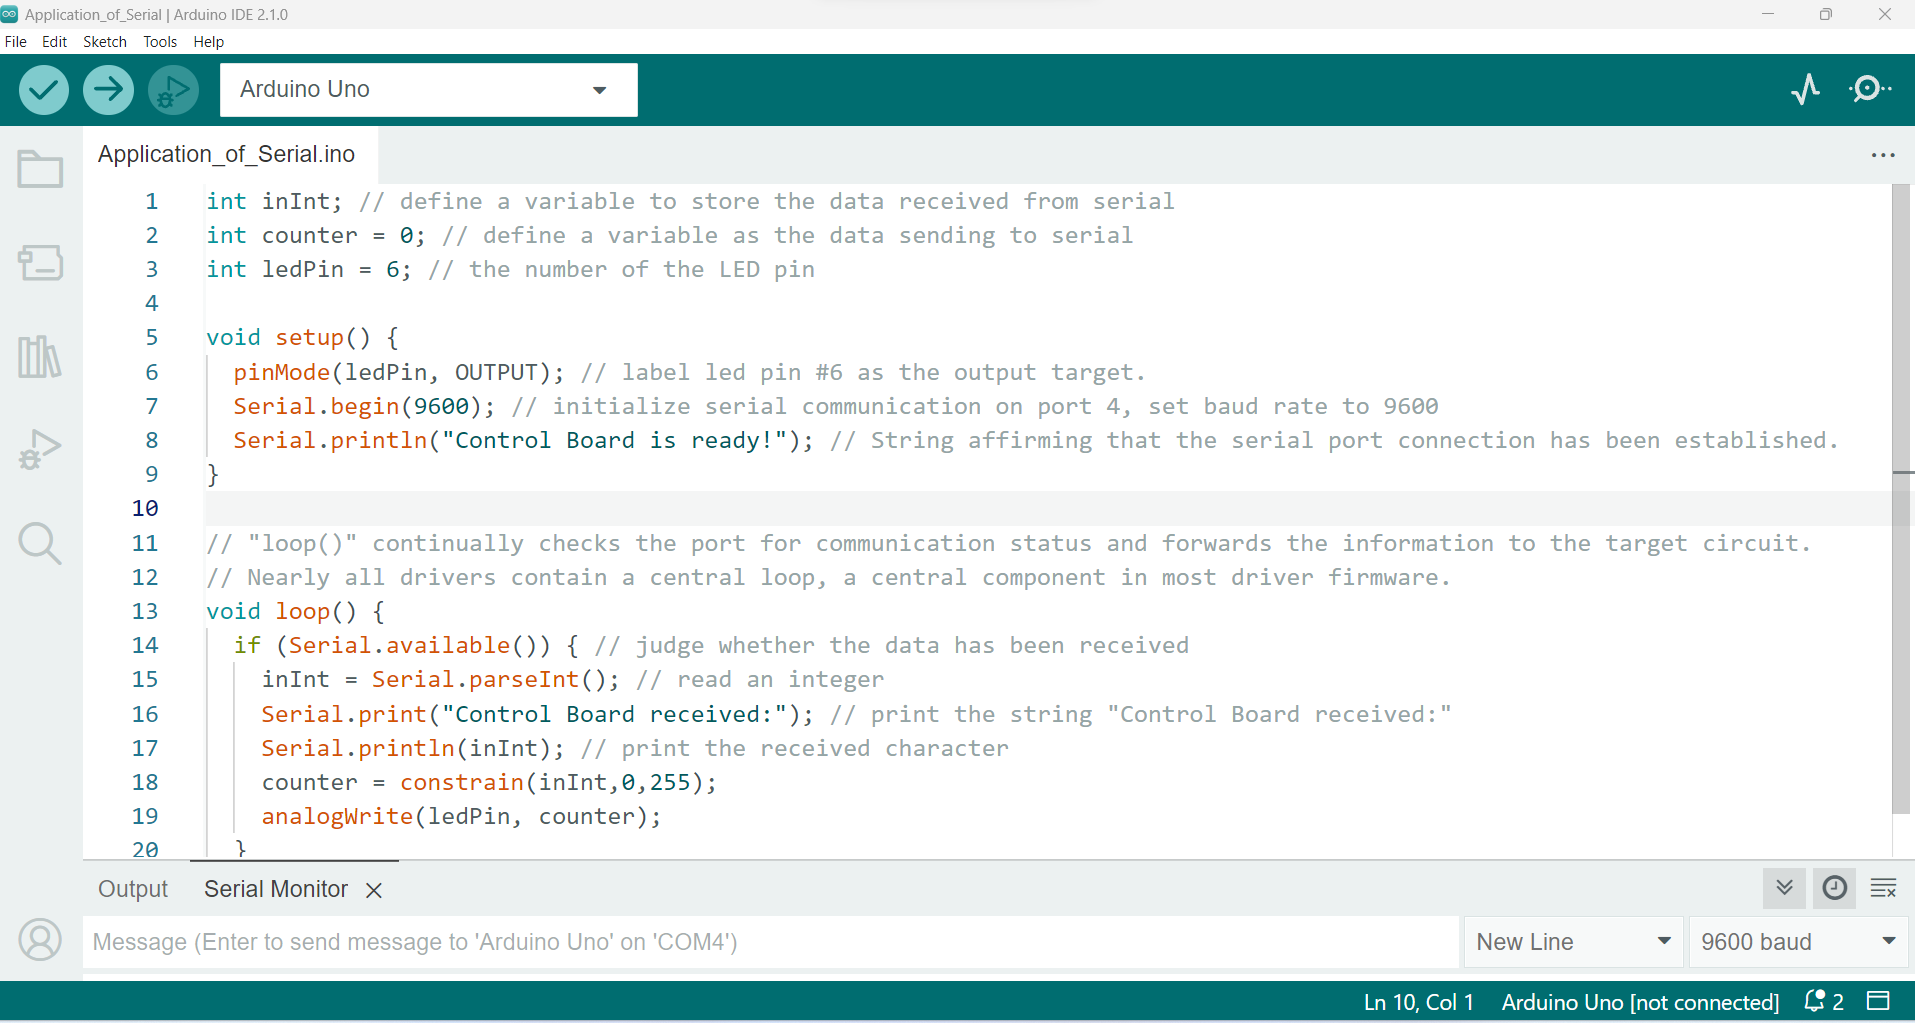 Application_of_Serial | Arduino IDE 2.1.0
File Edit Sketch Tools Help
Arduino Uno
Application_of_Serial.ino
1 int inInt; // define a variable to store the data received from serial
2 int counter = 0; // define a variable as the data sending to serial
3 int ledPin = 6; // the number of the LED pin
4
5 void setup() {
6 pinMode(ledPin, OUTPUT); // label led pin #6 as the output target.
7 Serial.begin(9600); // initialize serial communication on port 4, set baud rate to 9600
8 Serial.println("Control Board is ready!"); // String affirming that the serial port connection has been established.
9 }
10
11 // "loop()" continually checks the port for communication status and forwards the information to the target circuit.
12 // Nearly all drivers contain a central loop, a central component in most driver firmware.
13 void loop() {
14 if (Serial.available()) { // judge whether the data has been received
15 inInt = Serial.parseInt(); // read an integer
16 Serial.print("Control Board received:"); // print the string "Control Board received:"
17 Serial.println(inInt); // print the received character
18 counter = constrain(inInt,0,255);
19 analogWrite(ledPin, counter);
20 }
Output Serial Monitor
Message (Enter to send message to 'Arduino Uno' on 'COM4') New Line 9600 baud
Ln 10, Col 1 Arduino Uno [not connected] 2